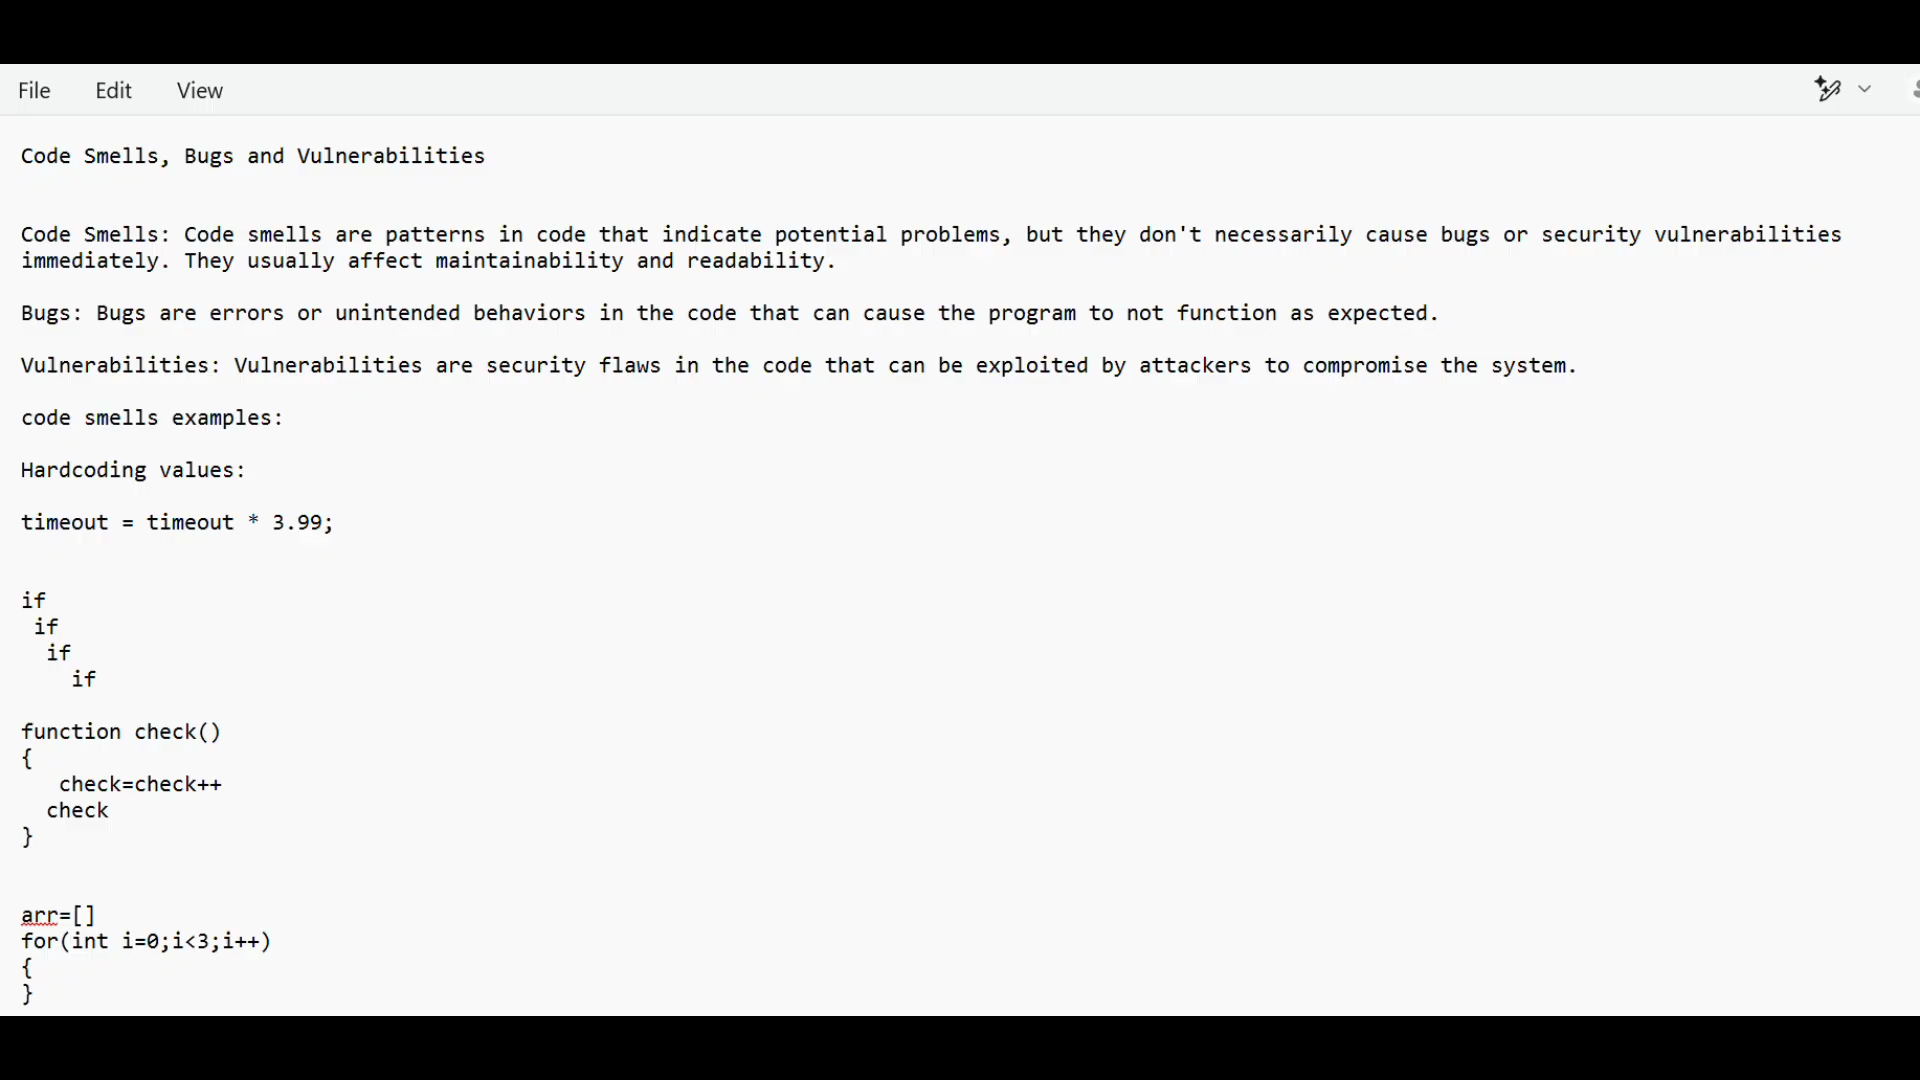 File Edit View
Code Smells, Bugs and Vulnerabilities
Code Smells: Code smells are patterns in code that indicate potential problems, but they don't necessarily cause bugs or security vulnerabilities
immediately. They usually affect maintainability and readability.
Bugs: Bugs are errors or unintended behaviors in the code that can cause the program to not function as expected.
Vulnerabilities: Vulnerabilities are security flaws in the code that can be exploited by attackers to compromise the system.
code smells examples:
Hardcoding values:
timeout = timeout * 3.99;
if
 if
  if
    if
function check()
{
   check=check++
  check
}
arr=[]
for(int i=0;i<3;i++)
{
}